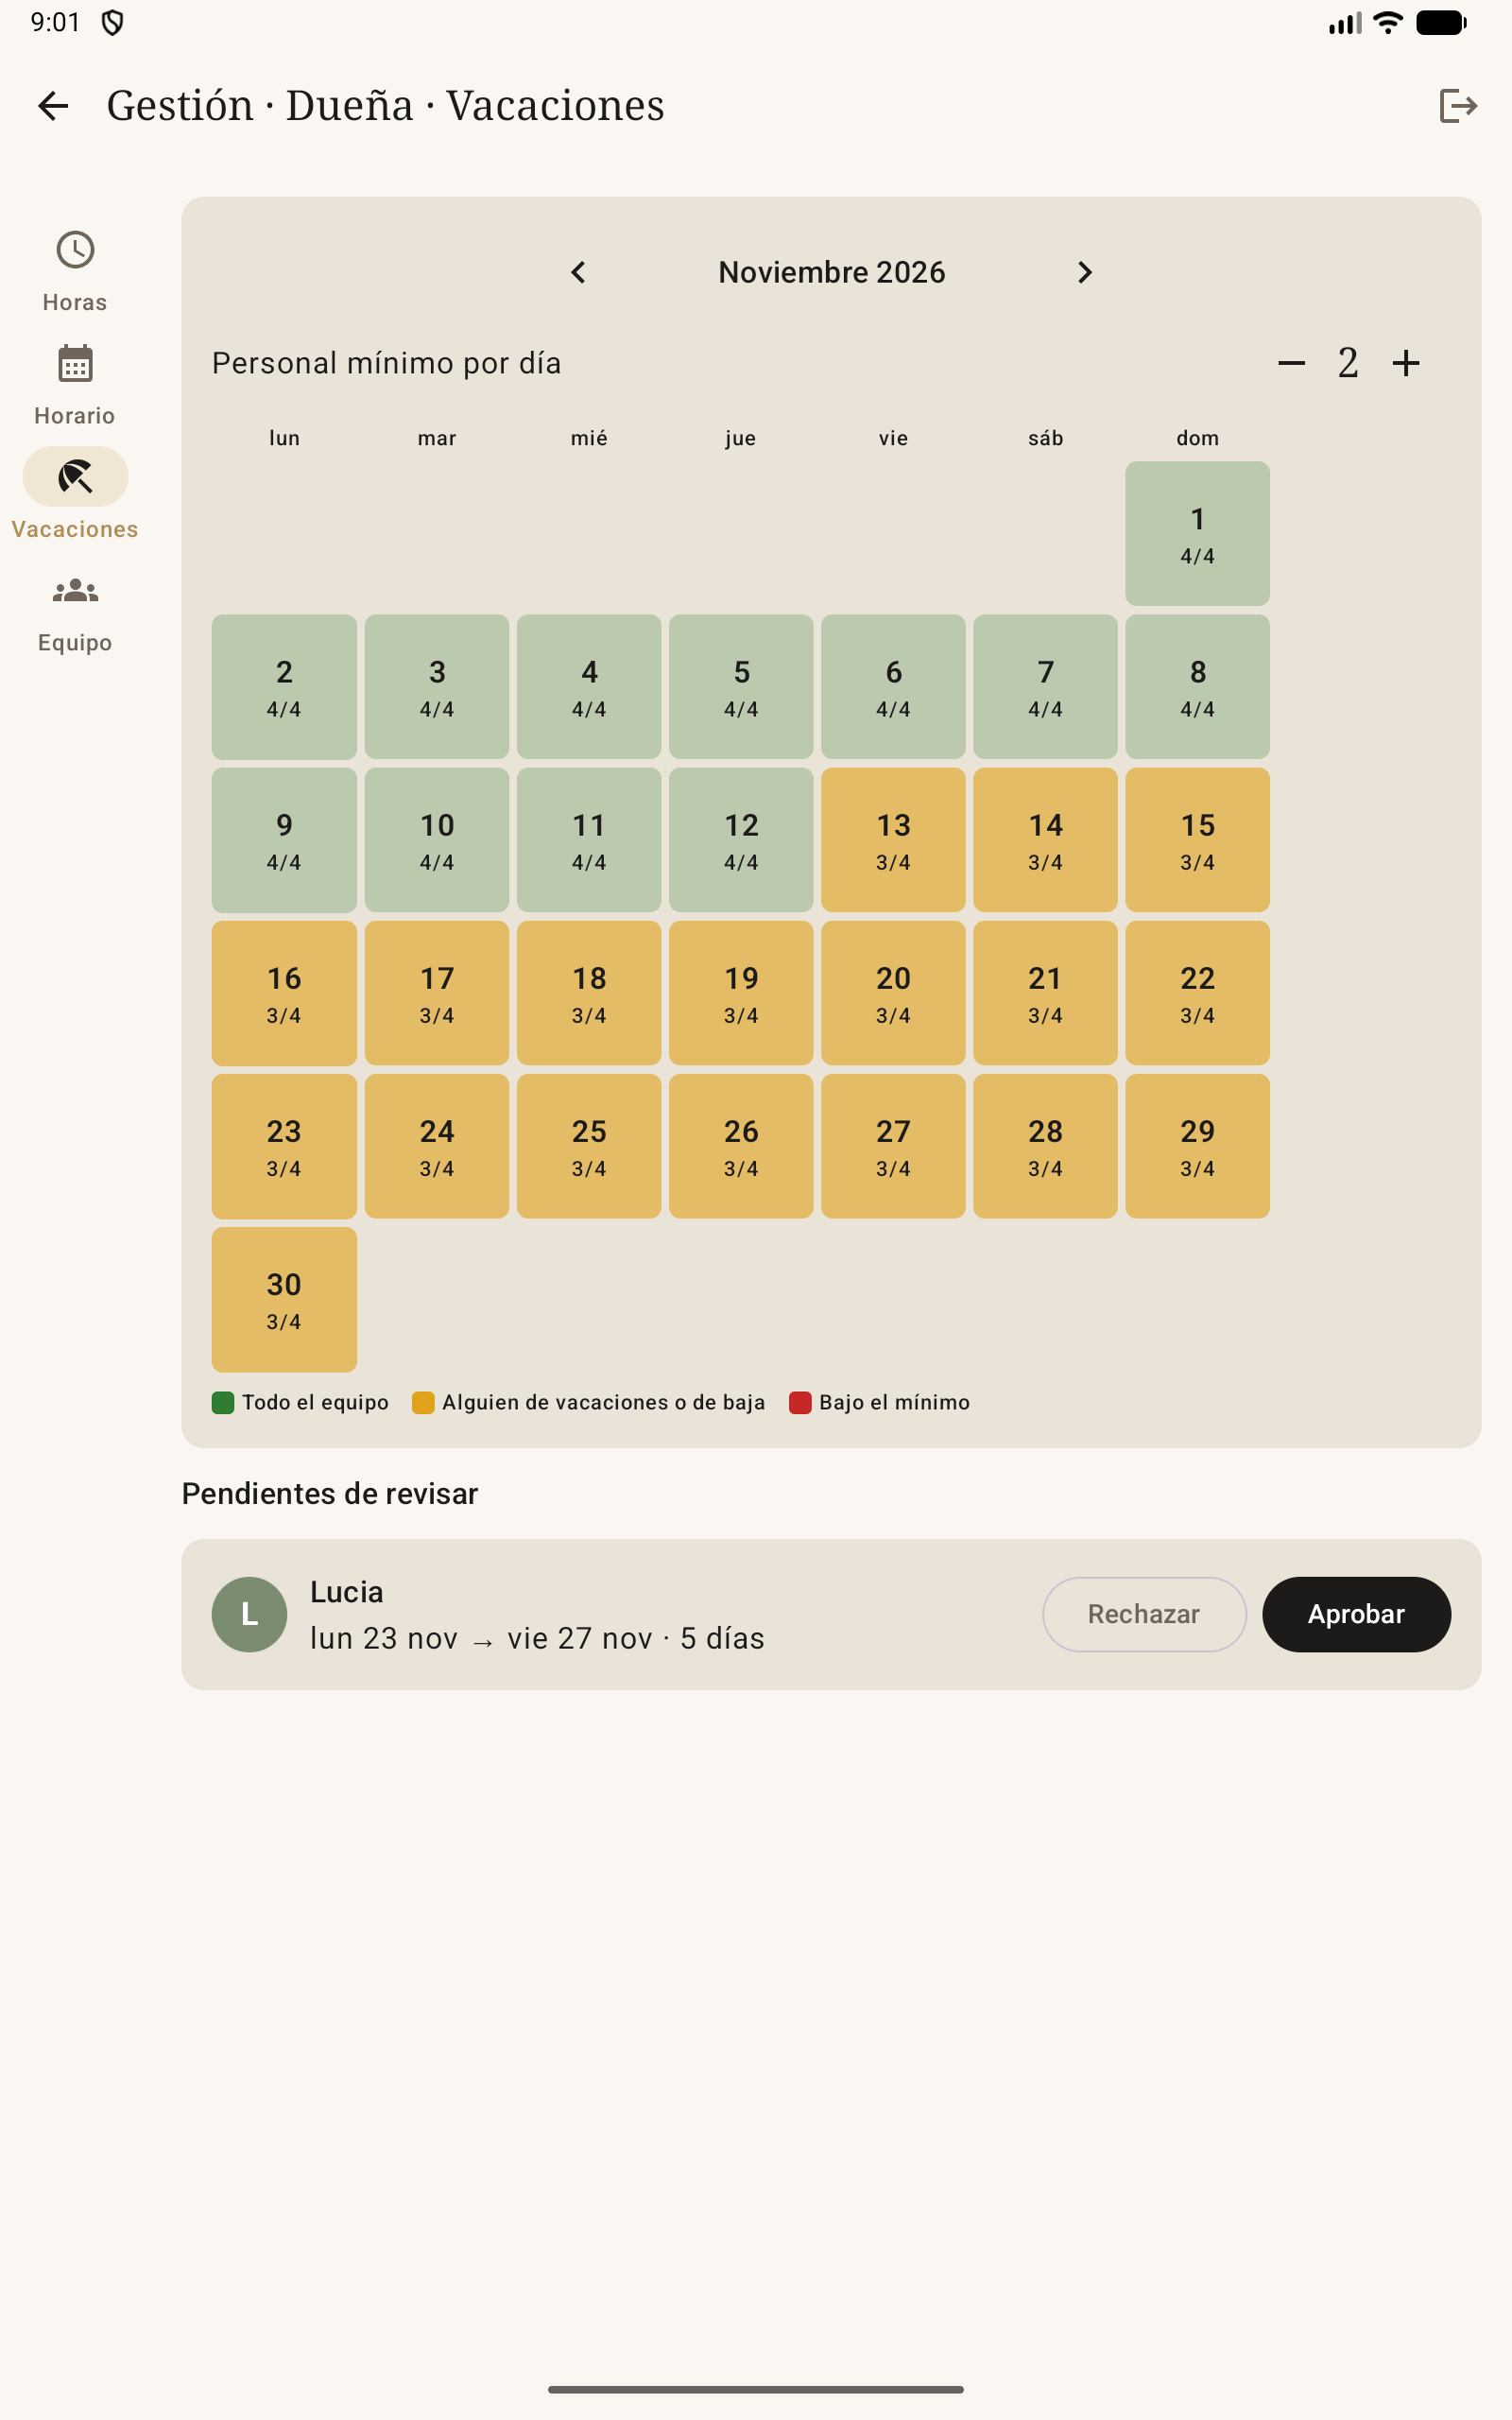 9:01
Gestión · Dueña · Vacaciones
Horas
Horario
Vacaciones
Equipo
Noviembre 2026
Personal mínimo por día
2
lun mar mié jue vie sáb dom
1
4/4
2 3 4 5 6 7 8
4/4 4/4 4/4 4/4 4/4 4/4 4/4
9 10 11 12 13 14 15
4/4 4/4 4/4 4/4 3/4 3/4 3/4
16 17 18 19 20 21 22
3/4 3/4 3/4 3/4 3/4 3/4 3/4
23 24 25 26 27 28 29
3/4 3/4 3/4 3/4 3/4 3/4 3/4
30
3/4
Todo el equipo Alguien de vacaciones o de baja Bajo el mínimo
Pendientes de revisar
L
Lucia
lun 23 nov → vie 27 nov · 5 días
Rechazar
Aprobar